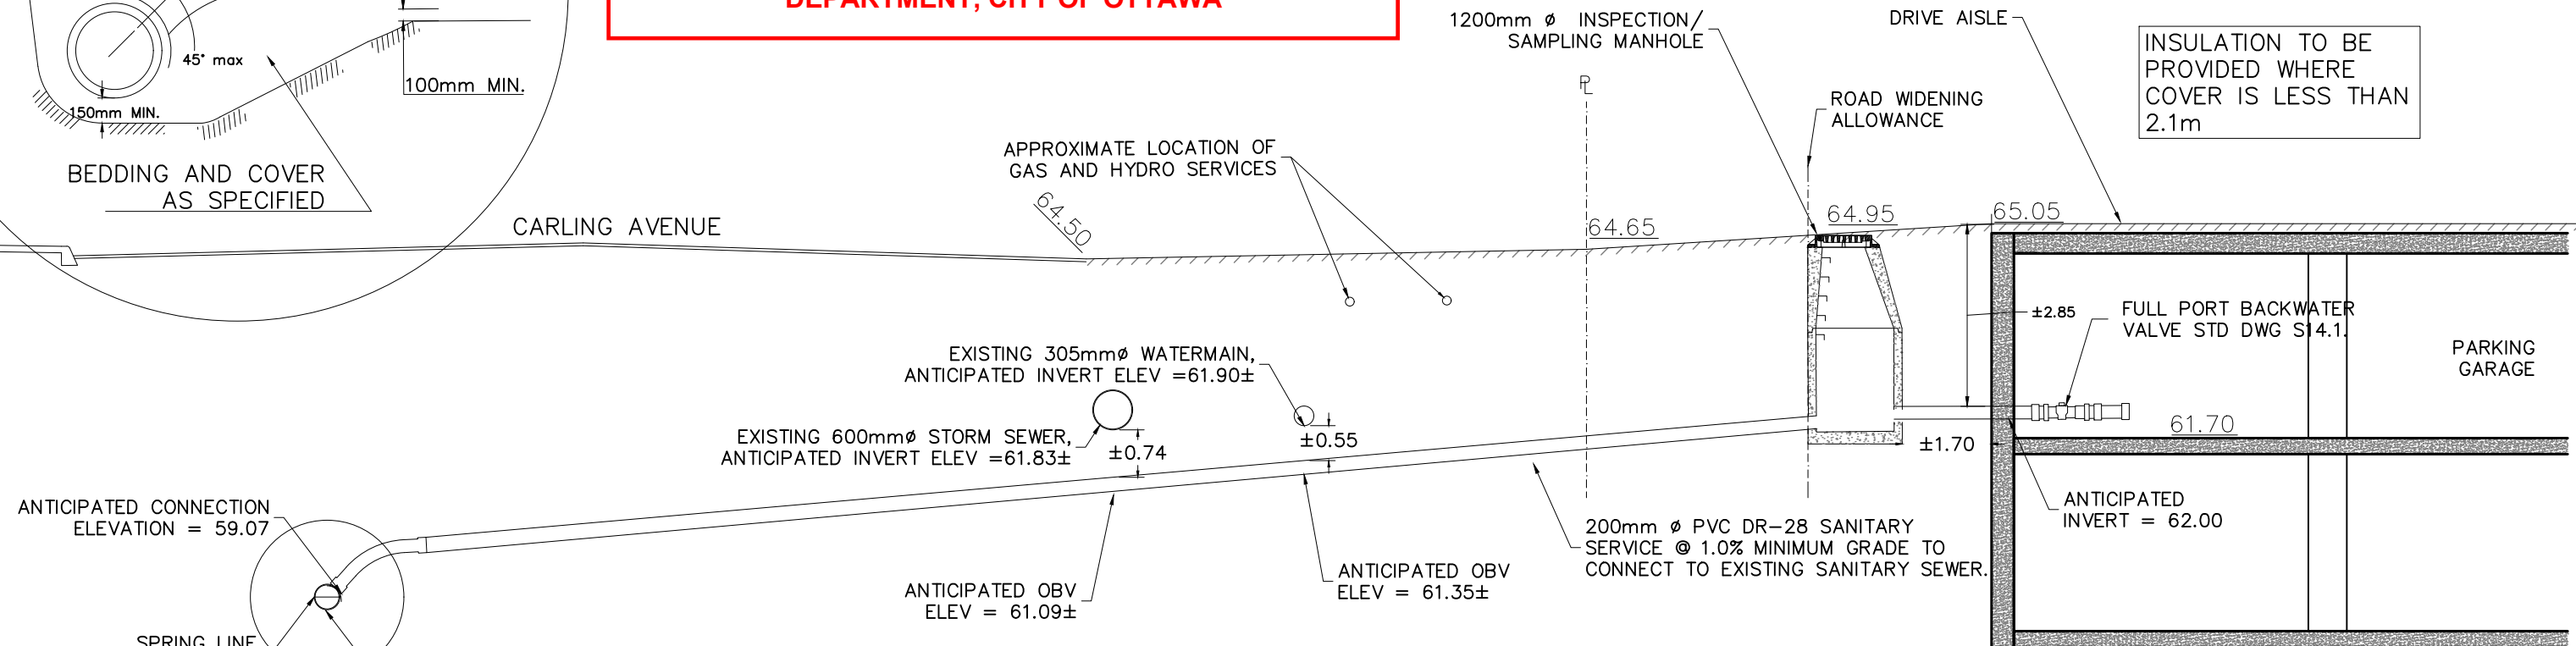 DEPARTMENT, CITY OF OTTAWA
45° max
100mm MIN.
150mm MIN.
BEDDING AND COVER
AS SPECIFIED
CARLING AVENUE
64.50
APPROXIMATE LOCATION OF
GAS AND HYDRO SERVICES
1200mm ø INSPECTION/
SAMPLING MANHOLE
PL
ROAD WIDENING
ALLOWANCE
DRIVE AISLE
INSULATION TO BE
PROVIDED WHERE
COVER IS LESS THAN
2.1m
64.65
64.95
65.05
±2.85
FULL PORT BACKWATER
VALVE STD DWG S14.1.
PARKING
GARAGE
EXISTING 305mmø WATERMAIN,
ANTICIPATED INVERT ELEV =61.90±
EXISTING 600mmø STORM SEWER,
ANTICIPATED INVERT ELEV =61.83±
±0.74
±0.55
±1.70
61.70
ANTICIPATED CONNECTION
ELEVATION = 59.07
ANTICIPATED
INVERT = 62.00
200mm ø PVC DR-28 SANITARY
SERVICE @ 1.0% MINIMUM GRADE TO
CONNECT TO EXISTING SANITARY SEWER.
ANTICIPATED OBV
ELEV = 61.09±
ANTICIPATED OBV
ELEV = 61.35±
SPRING LINE